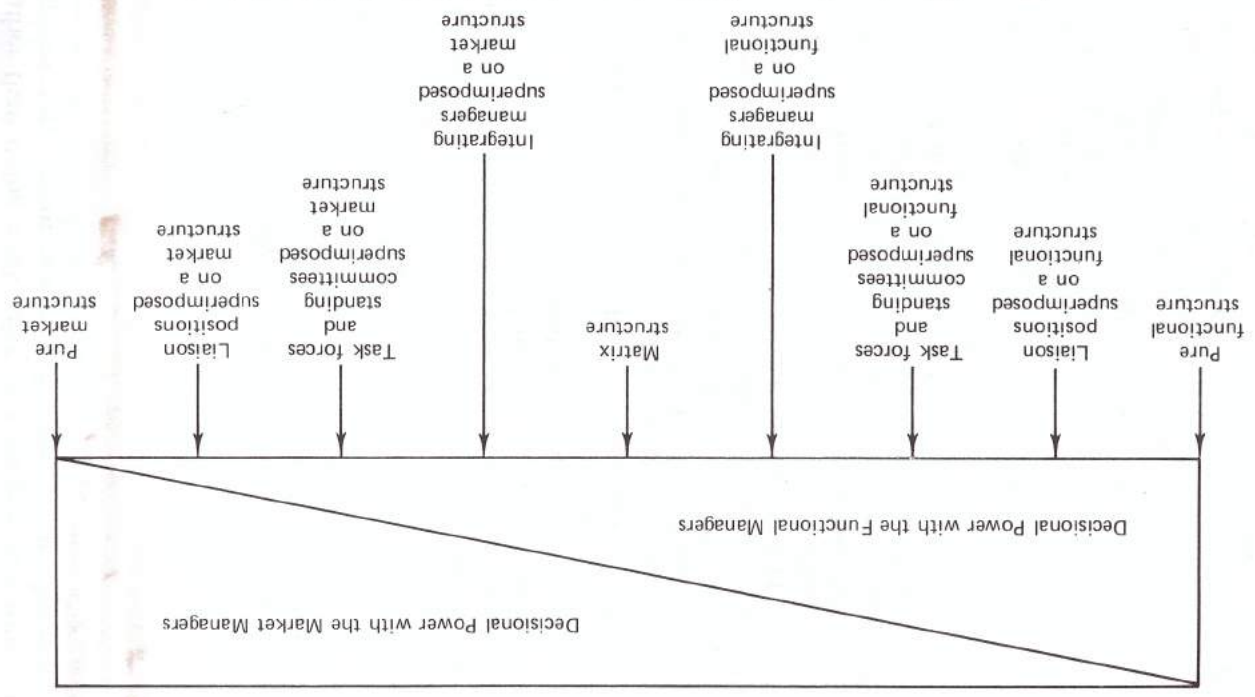 Decisional Power with the Market Managers
Decisional Power with the Functional Managers
Pure
functional
structure
Liaison
positions
superimposed
on a
functional
structure
Task forces
and
standing
committees
superimposed
on a
functional
structure
Integrating
managers
superimposed
on a
functional
structure
Matrix
structure
Integrating
managers
superimposed
on a
market
structure
Task forces
and
standing
committees
superimposed
on a
market
structure
Liaison
positions
superimposed
on a
market
structure
Pure
market
structure